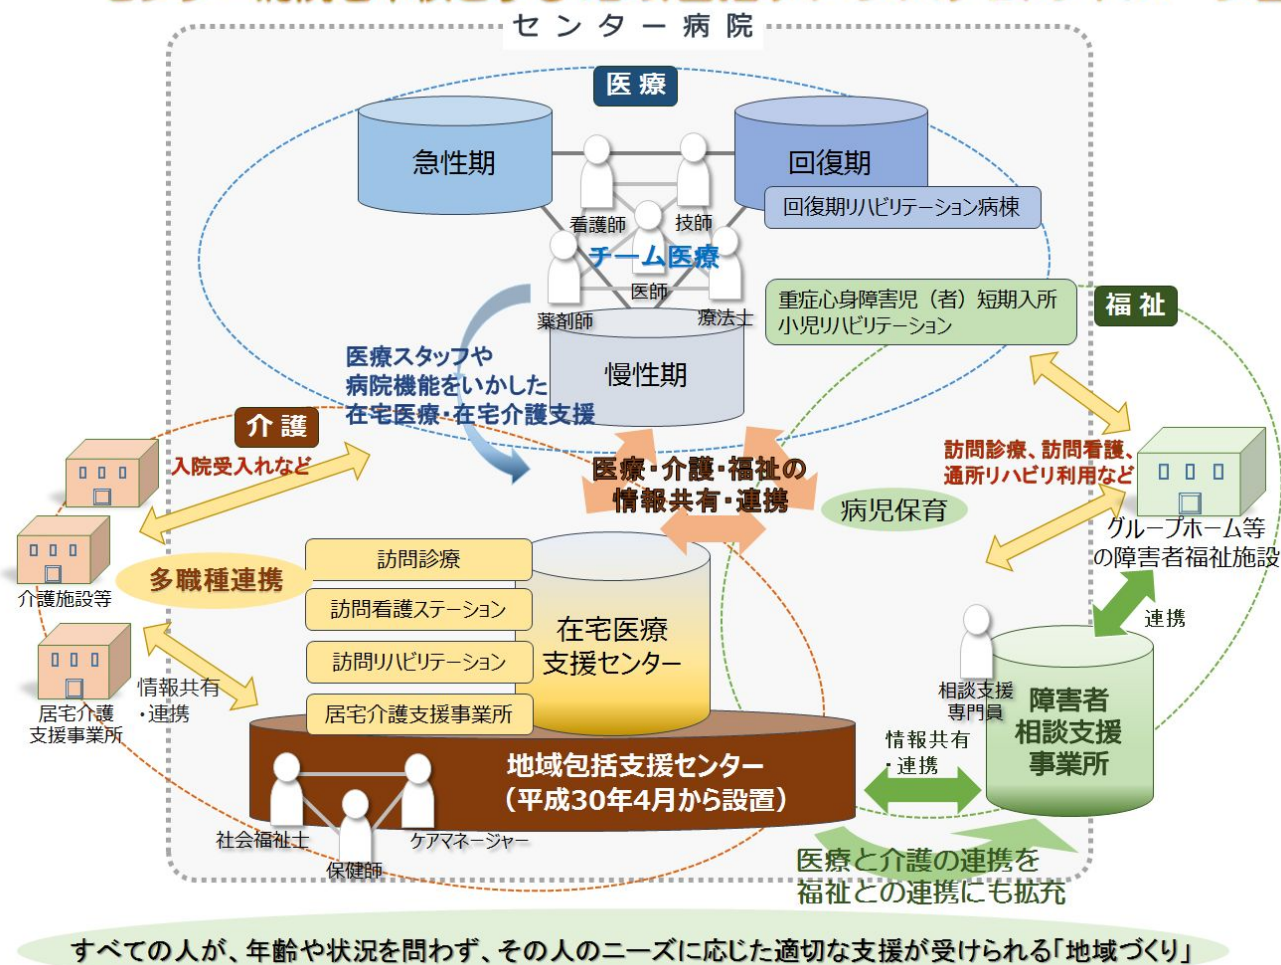 センター病院
医療
急性期
回復期
回復期リハビリテーション病棟
看護師
技師
チーム医療
医師
薬剤師
療法士
慢性期
重症心身障害児（者）短期入所
小児リハビリテーション
福祉
医療スタッフや
病院機能をいかした
在宅医療・在宅介護支援
介護
入院受入れなど
医療・介護・福祉の
情報共有・連携
病児保育
訪問診療、訪問看護、
通所リハビリ利用など
グループホーム等
の障害者福祉施設
介護施設等
多職種連携
訪問診療
訪問看護ステーション
訪問リハビリテーション
居宅介護支援事業所
在宅医療
支援センター
連携
居宅介護
支援事業所
情報共有
・連携
相談支援
専門員
障害者
相談支援
事業所
情報共有
・連携
地域包括支援センター
（平成30年4月から設置）
社会福祉士
保健師
ケアマネージャー
医療と介護の連携を
福祉との連携にも拡充
すべての人が、年齢や状況を問わず、その人のニーズに応じた適切な支援が受けられる「地域づくり」